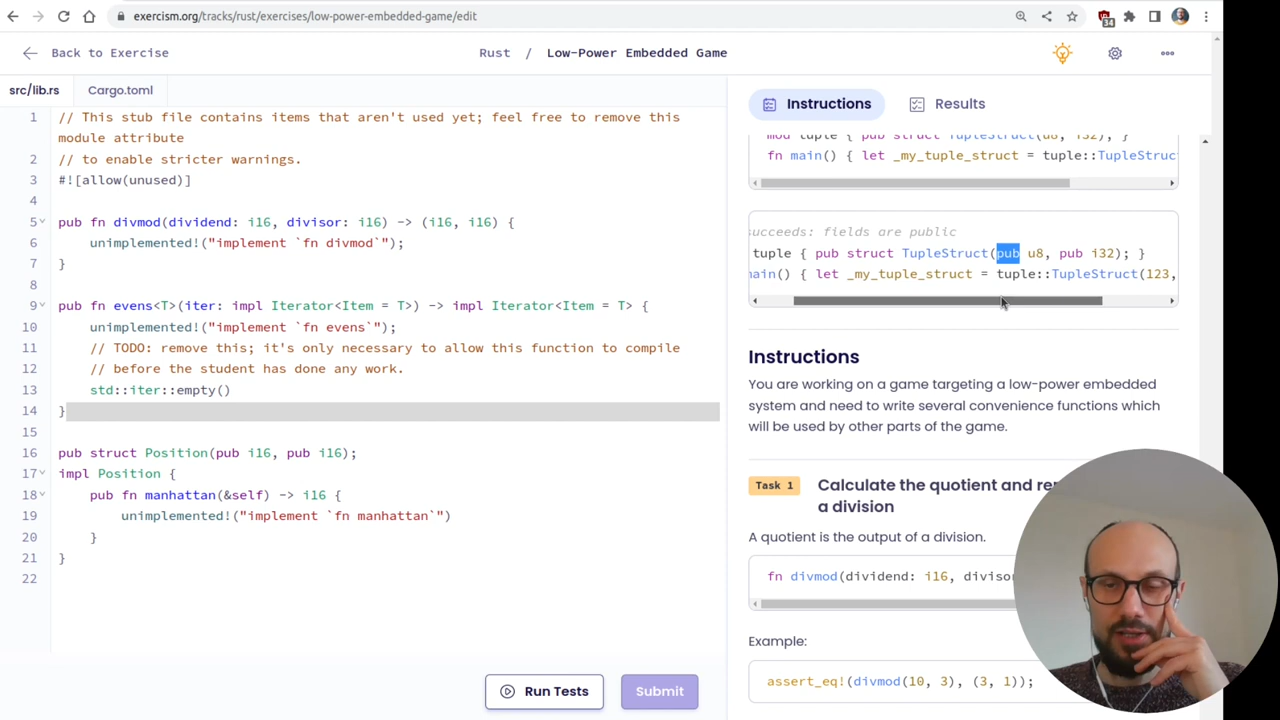 exercism.org/tracks/rust/exercises/low-power-embedded-game/edit
34
Back to Exercise
Rust / Low-Power Embedded Game
src/lib.rs
Cargo.toml
1 // This stub file contains items that aren't used yet; feel free to remove this
module attribute
2 // to enable stricter warnings.
3 #![allow(unused)]
4
5 pub fn divmod(dividend: i16, divisor: i16) -> (i16, i16) {
6 unimplemented!("implement `fn divmod`");
7 }
8
9 pub fn evens<T>(iter: impl Iterator<Item = T>) -> impl Iterator<Item = T> {
10 unimplemented!("implement `fn evens`");
11 // TODO: remove this; it's only necessary to allow this function to compile
12 // before the student has done any work.
13 std::iter::empty()
14 }
15
16 pub struct Position(pub i16, pub i16);
17 impl Position {
18 pub fn manhattan(&self) -> i16 {
19 unimplemented!("implement `fn manhattan`")
20 }
21 }
22
Run Tests
Submit
Instructions
Results
mod tuple { pub struct TupleStruct(u8, i32); }
fn main() { let _my_tuple_struct = tuple::TupleStruc
succeeds: fields are public
tuple { pub struct TupleStruct(pub u8, pub i32); }
main() { let _my_tuple_struct = tuple::TupleStruct(123,
Instructions
You are working on a game targeting a low-power embedded
system and need to write several convenience functions which
will be used by other parts of the game.
Task 1
Calculate the quotient and re
a division
A quotient is the output of a division.
fn divmod(dividend: i16, divisor
Example:
assert_eq!(divmod(10, 3), (3, 1));